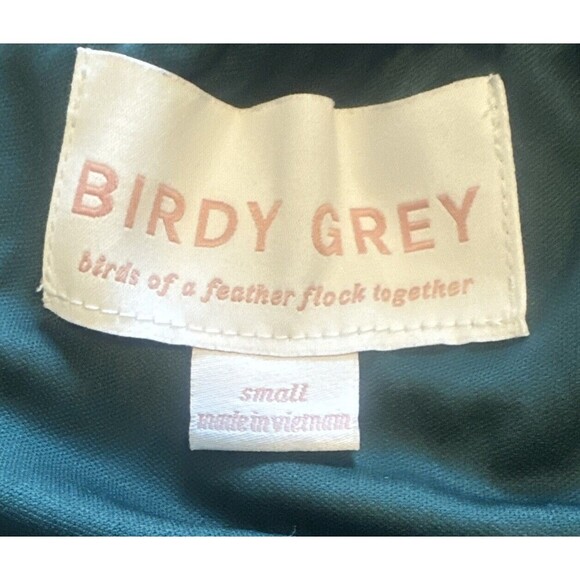 BIRDY GREY
birds of a feather flock together
small
made in vietnam